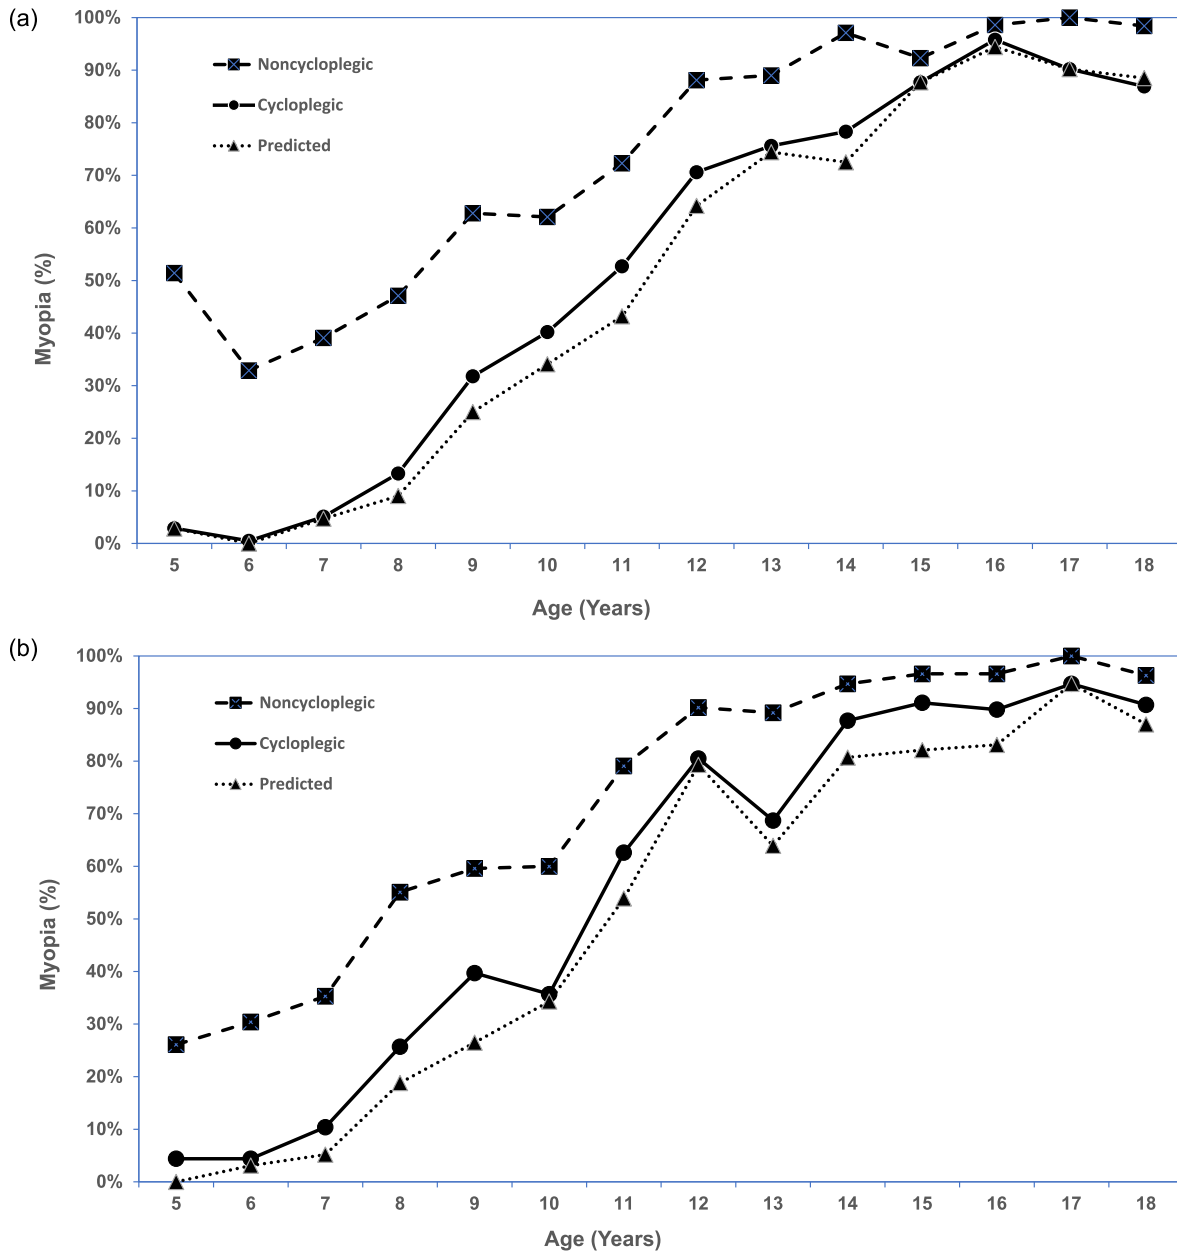 (a)
100%
90%
80%
70%
60%
50%
40%
30%
20%
10%
0%
Myopia (%)
Noncycloplegic
Cycloplegic
Predicted
5 6 7 8 9 10 11 12 13 14 15 16 17 18
Age (Years)
(b)
100%
90%
80%
70%
60%
50%
40%
30%
20%
10%
0%
Myopia (%)
Noncycloplegic
Cycloplegic
Predicted
5 6 7 8 9 10 11 12 13 14 15 16 17 18
Age (Years)